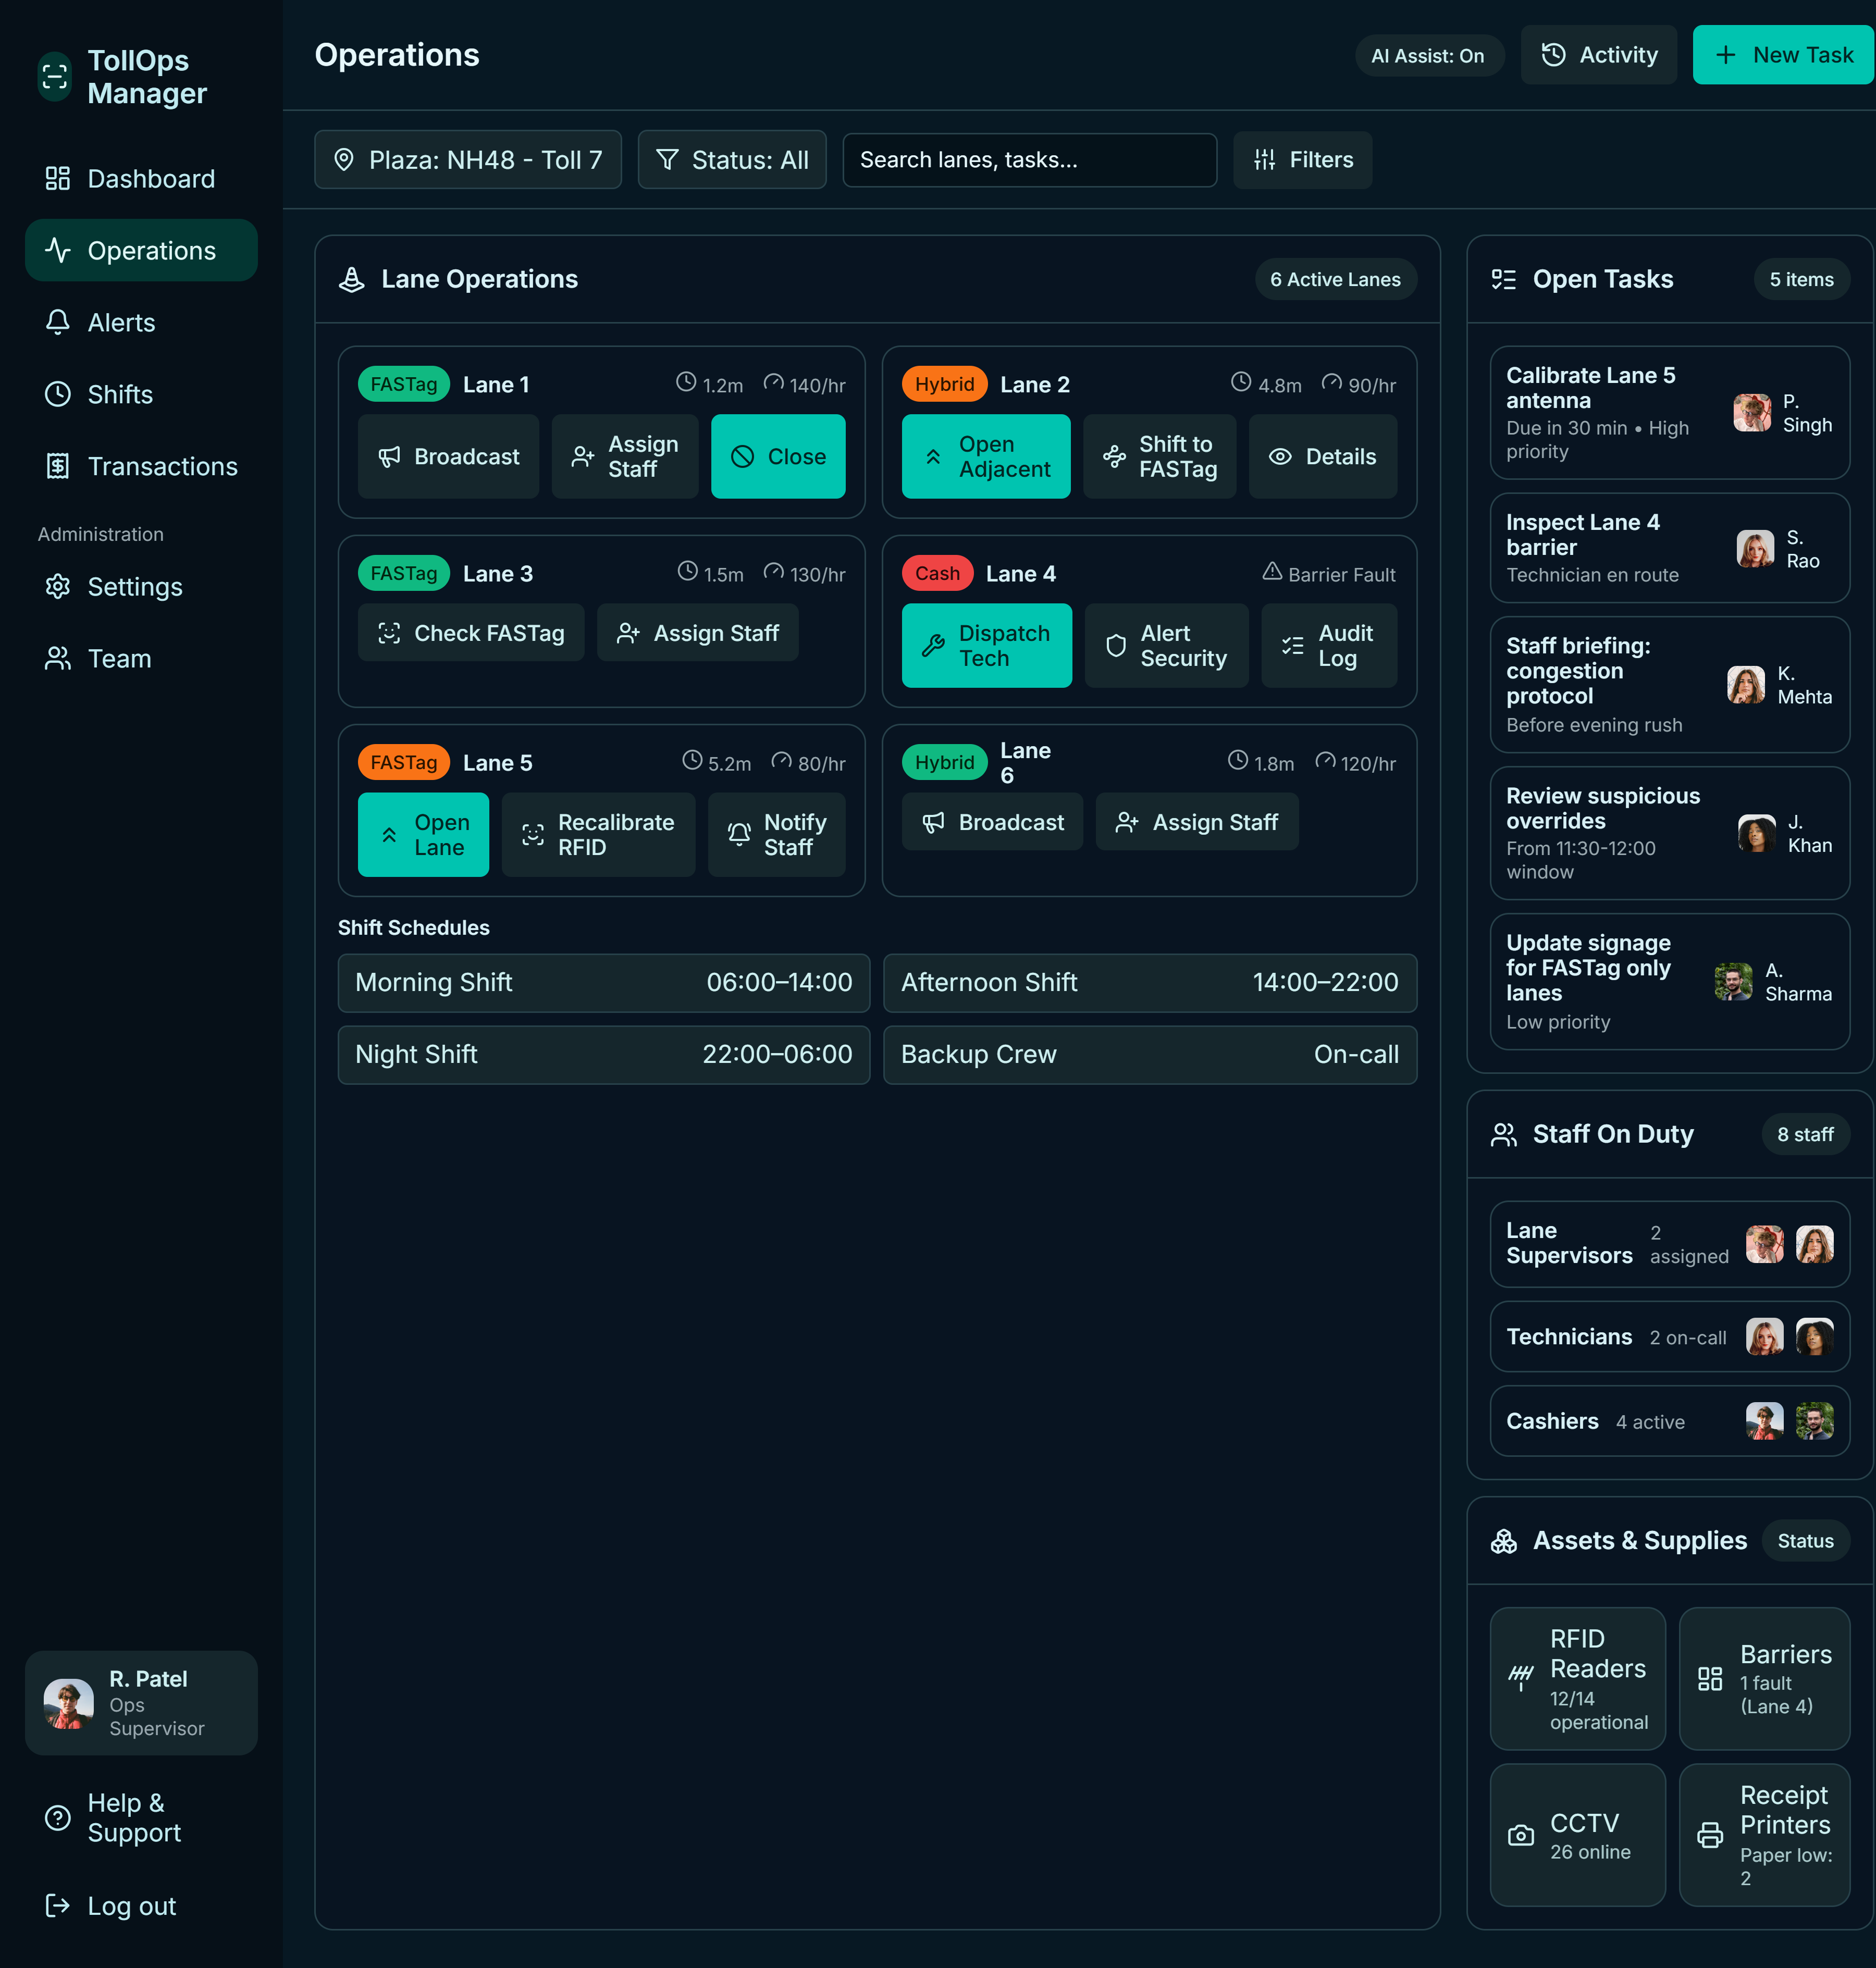 TollOps
Manager
Dashboard
Operations
Alerts
Shifts
Transactions
Administration
Settings
Team
R. Patel
Ops
Supervisor
Help &
Support
Log out
Operations
AI Assist: On
Activity
New Task
Plaza: NH48 - Toll 7
Status: All
Search lanes, tasks...
Filters
Lane Operations
6 Active Lanes
FASTag Lane 1 1.2m 140/hr
Broadcast
Assign
Staff
Close
Hybrid Lane 2 4.8m 90/hr
Open
Adjacent
Shift to
FASTag
Details
FASTag Lane 3 1.5m 130/hr
Check FASTag
Assign Staff
Cash Lane 4 Barrier Fault
Dispatch
Tech
Alert
Security
Audit
Log
FASTag Lane 5 5.2m 80/hr
Open
Lane
Recalibrate
RFID
Notify
Staff
Hybrid
Lane
6
1.8m 120/hr
Broadcast
Assign Staff
Shift Schedules
Morning Shift 06:00–14:00
Afternoon Shift 14:00–22:00
Night Shift 22:00–06:00
Backup Crew On-call
Open Tasks
5 items
Calibrate Lane 5
antenna
Due in 30 min • High
priority
P.
Singh
Inspect Lane 4
barrier
Technician en route
S.
Rao
Staff briefing:
congestion
protocol
Before evening rush
K.
Mehta
Review suspicious
overrides
From 11:30-12:00
window
J.
Khan
Update signage
for FASTag only
lanes
Low priority
A.
Sharma
Staff On Duty
8 staff
Lane
Supervisors
2
assigned
Technicians 2 on-call
Cashiers 4 active
Assets & Supplies
Status
RFID
Readers
12/14
operational
Barriers
1 fault
(Lane 4)
CCTV
26 online
Receipt
Printers
Paper low:
2